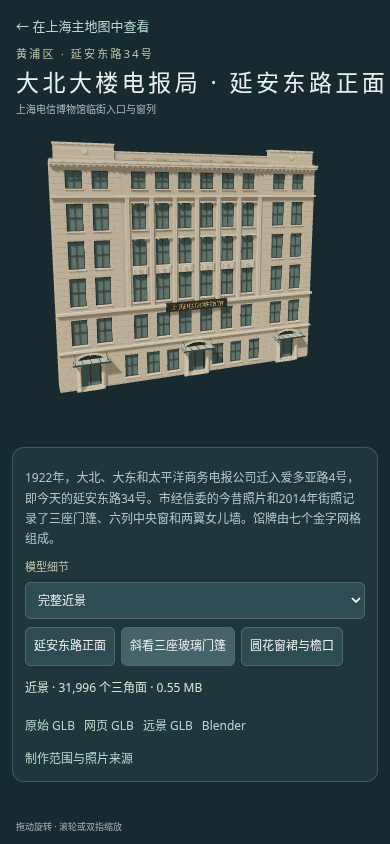 ← 在上海主地图中查看
黄浦区 · 延安东路34号
大北大楼电报局 · 延安东路正面
上海电信博物馆临街入口与窗列
1922年，大北、大东和太平洋商务电报公司迁入爱多亚路4号，
即今天的延安东路34号。市经信委的今昔照片和2014年街照记
录了三座门篷、六列中央窗和两翼女儿墙。馆牌由七个金字网格
组成。
模型细节
完整近景
延安东路正面 斜看三座玻璃门篷 圆花窗裙与檐口
近景 · 31,996 个三角面 · 0.55 MB
原始 GLB 网页 GLB 远景 GLB Blender
制作范围与照片来源
拖动旋转 · 滚轮或双指缩放